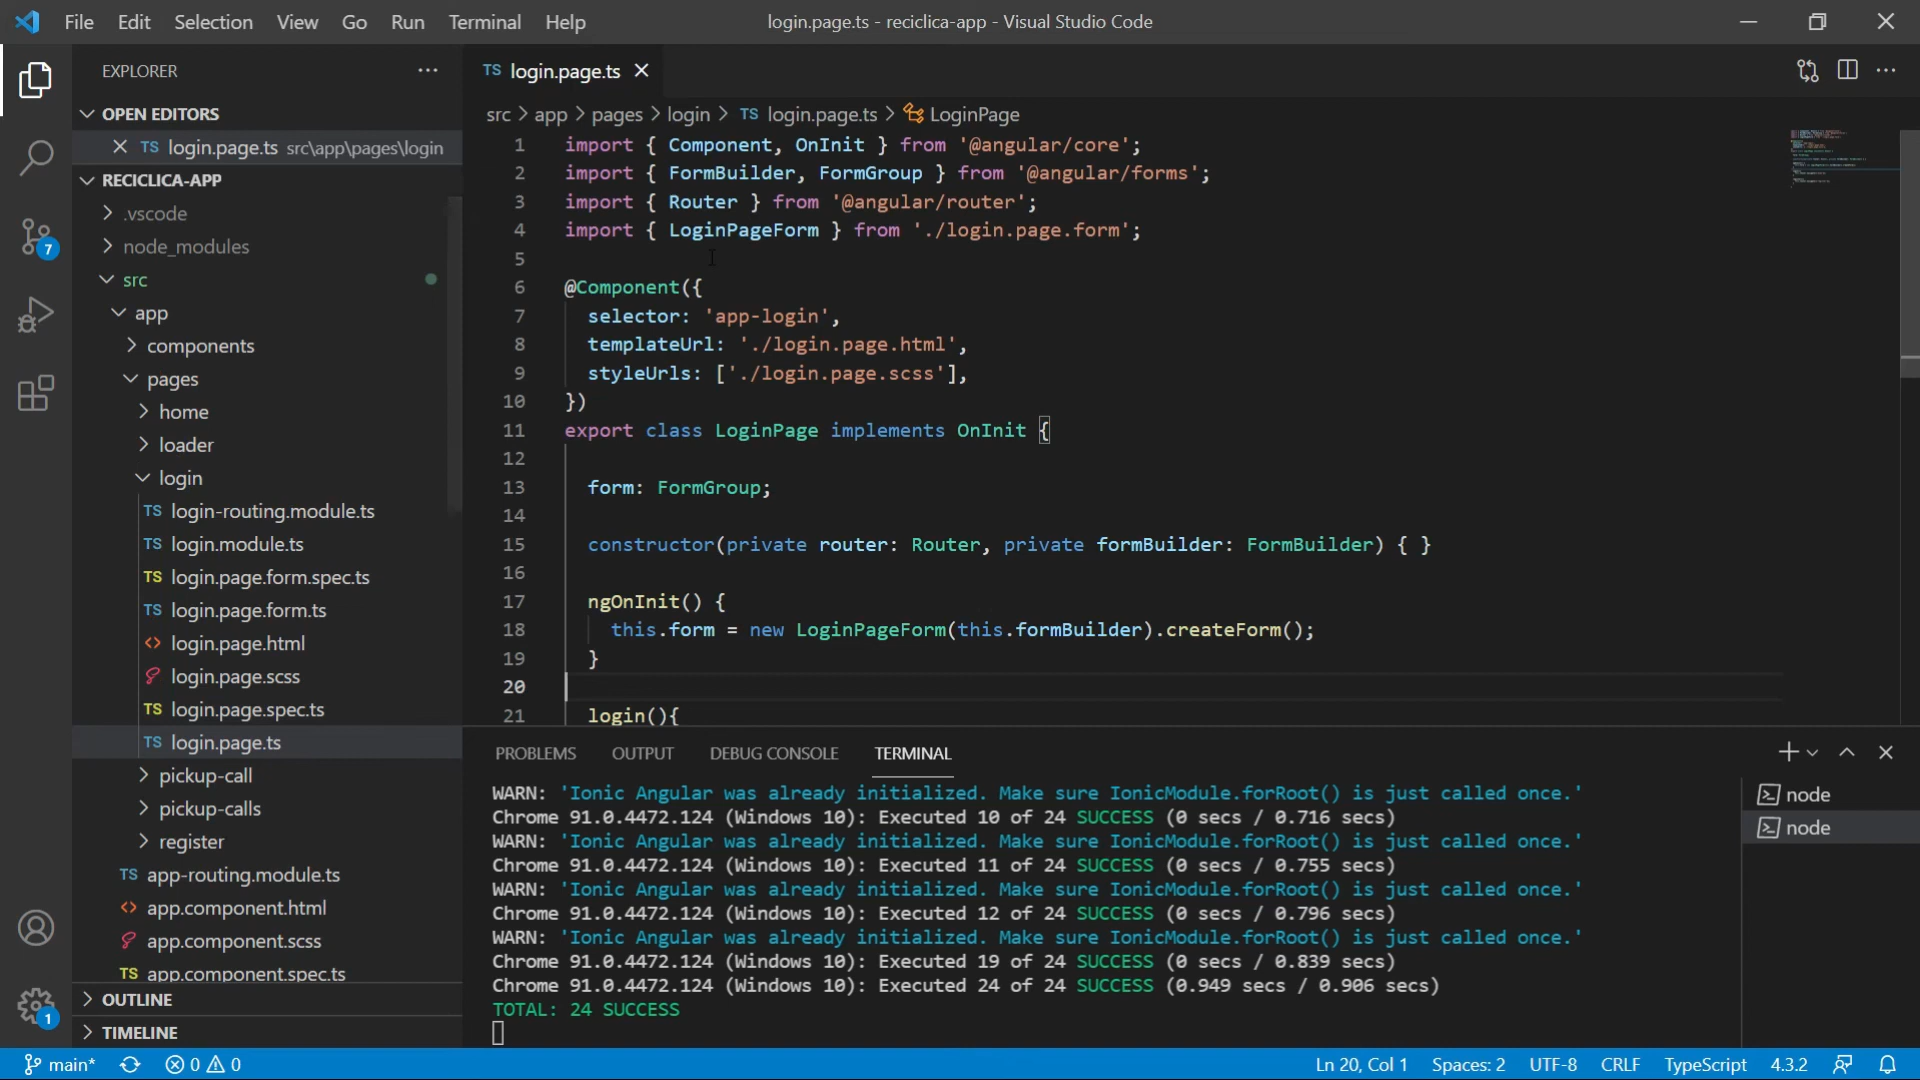 File Edit Selection View Go Run Terminal Help
login.page.ts - reciclica-app - Visual Studio Code
EXPLORER
OPEN EDITORS
TS login.page.ts src\app\pages\login
RECICLICA-APP
.vscode
node_modules
src
app
components
pages
home
loader
login
TS login-routing.module.ts
TS login.module.ts
TS login.page.form.spec.ts
TS login.page.form.ts
<> login.page.html
login.page.scss
TS login.page.spec.ts
TS login.page.ts
pickup-call
pickup-calls
register
TS app-routing.module.ts
<> app.component.html
app.component.scss
TS app.component.spec.ts
OUTLINE
TIMELINE
7
1
TS login.page.ts
src > app > pages > login > TS login.page.ts > LoginPage
1 import { Component, OnInit } from '@angular/core';
2 import { FormBuilder, FormGroup } from '@angular/forms';
3 import { Router } from '@angular/router';
4 import { LoginPageForm } from './login.page.form';
5
6 @Component({
7 selector: 'app-login',
8 templateUrl: './login.page.html',
9 styleUrls: ['./login.page.scss'],
10 })
11 export class LoginPage implements OnInit {
12
13 form: FormGroup;
14
15 constructor(private router: Router, private formBuilder: FormBuilder) { }
16
17 ngOnInit() {
18 this.form = new LoginPageForm(this.formBuilder).createForm();
19 }
20
21 login(){
PROBLEMS OUTPUT DEBUG CONSOLE TERMINAL
WARN: 'Ionic Angular was already initialized. Make sure IonicModule.forRoot() is just called once.'
Chrome 91.0.4472.124 (Windows 10): Executed 10 of 24 SUCCESS (0 secs / 0.716 secs)
WARN: 'Ionic Angular was already initialized. Make sure IonicModule.forRoot() is just called once.'
Chrome 91.0.4472.124 (Windows 10): Executed 11 of 24 SUCCESS (0 secs / 0.755 secs)
WARN: 'Ionic Angular was already initialized. Make sure IonicModule.forRoot() is just called once.'
Chrome 91.0.4472.124 (Windows 10): Executed 12 of 24 SUCCESS (0 secs / 0.796 secs)
WARN: 'Ionic Angular was already initialized. Make sure IonicModule.forRoot() is just called once.'
Chrome 91.0.4472.124 (Windows 10): Executed 19 of 24 SUCCESS (0 secs / 0.839 secs)
Chrome 91.0.4472.124 (Windows 10): Executed 24 of 24 SUCCESS (0.949 secs / 0.906 secs)
TOTAL: 24 SUCCESS
node
node
main* 0 0
Ln 20, Col 1 Spaces: 2 UTF-8 CRLF TypeScript 4.3.2